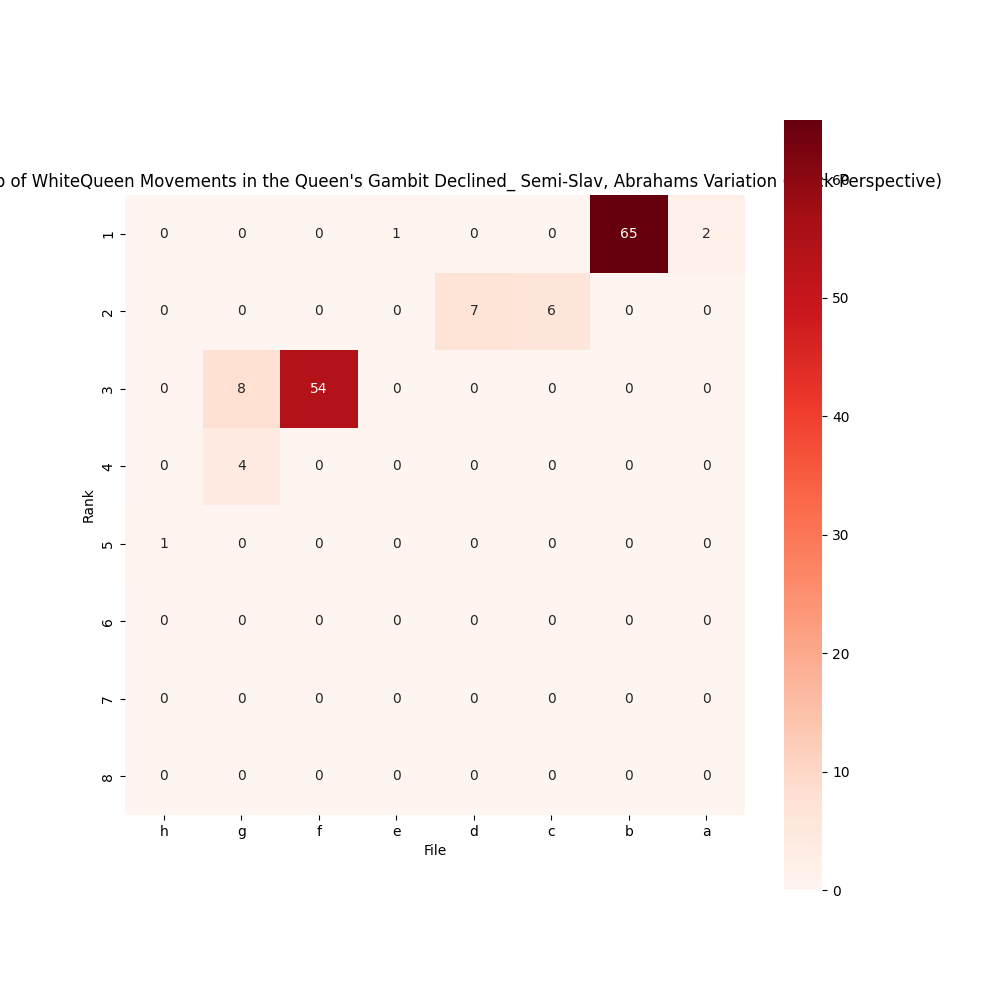 of WhiteQueen Movements in the Queen's Gambit Declined_ Semi-Slav, Abrahams Variation Perspective)
60
1 0 0 0 1 0 0 65 2
2 0 0 0 0 7 6 0 0
50
3 0 8 54 0 0 0 0 0
40
4 0 4 0 0 0 0 0 0
Rank
30
5 1 0 0 0 0 0 0 0
6 0 0 0 0 0 0 0 0
20
7 0 0 0 0 0 0 0 0
10
8 0 0 0 0 0 0 0 0
h g f e d c b a
File
0